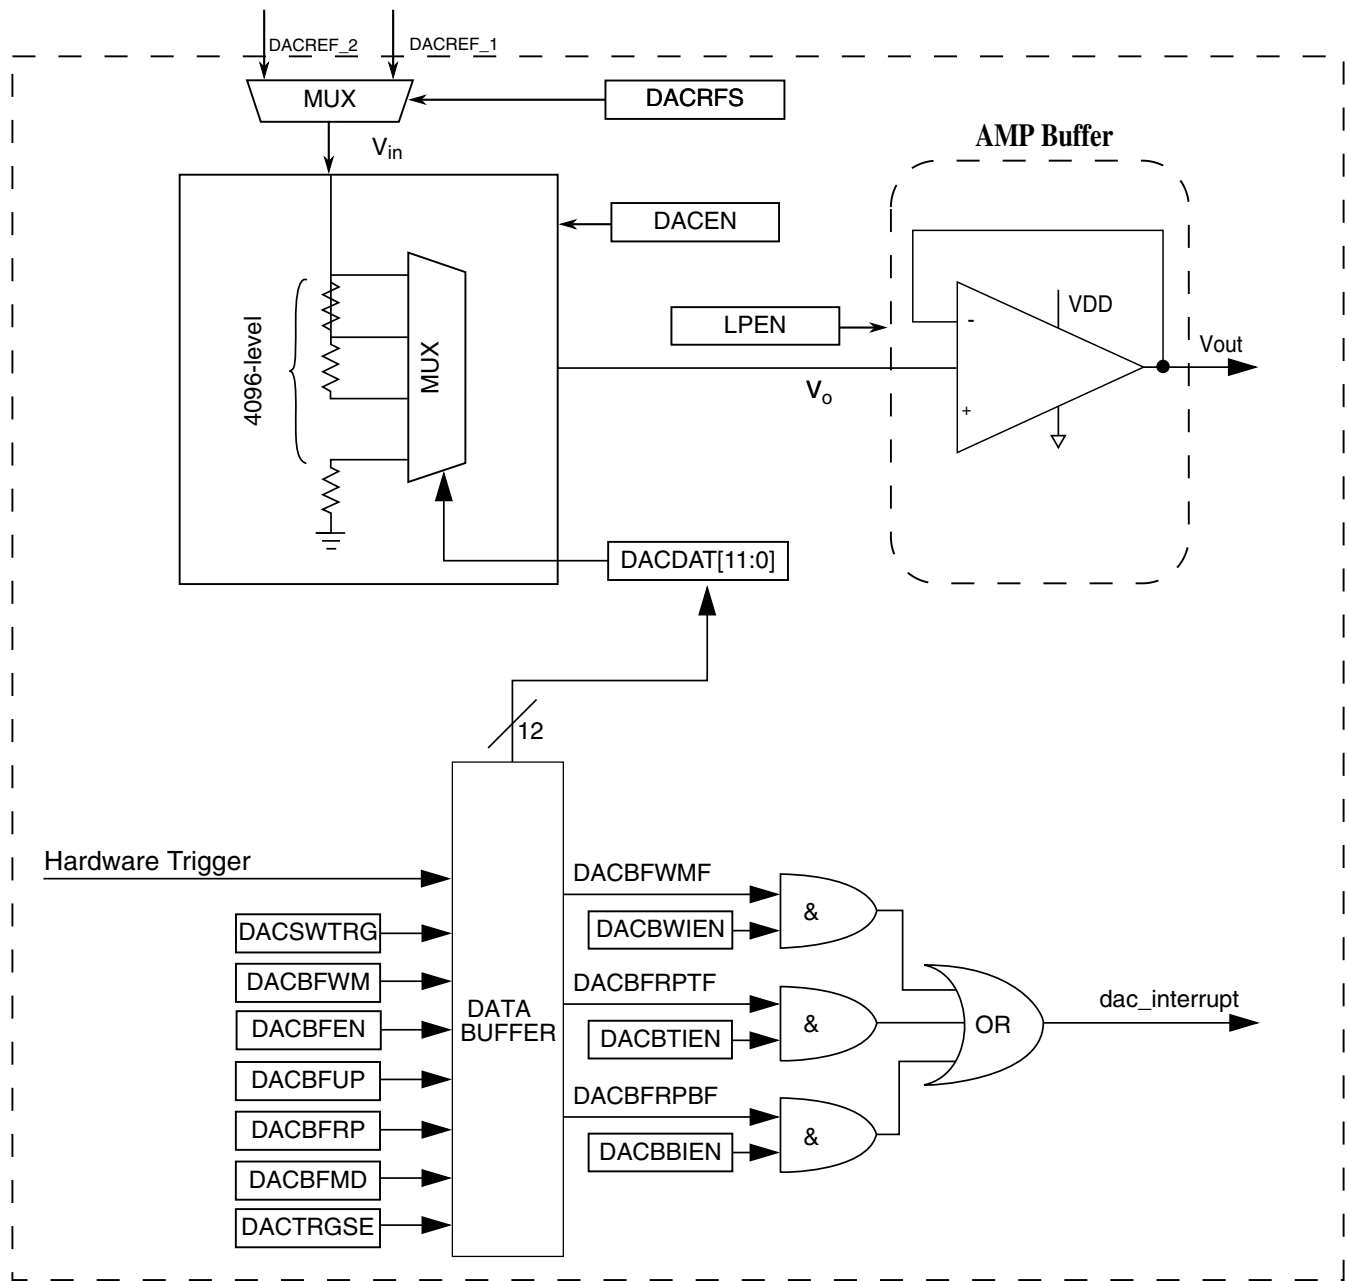 DACREF_2
DACREF_1
MUX
DACRFS
Vin
AMP Buffer
DACEN
4096-level
MUX
LPEN
VDD
-
+
Vo
Vout
DACDAT[11:0]
12
Hardware Trigger
DACSWTRG
DACBFWM
DACBFEN
DACBFUP
DACBFRP
DACBFMD
DACTRGSE
DATA
BUFFER
DACBFWMF
DACBWIEN
&
DACBFRPTF
DACBTIEN
&
DACBFRPBF
DACBBIEN
&
OR
dac_interrupt